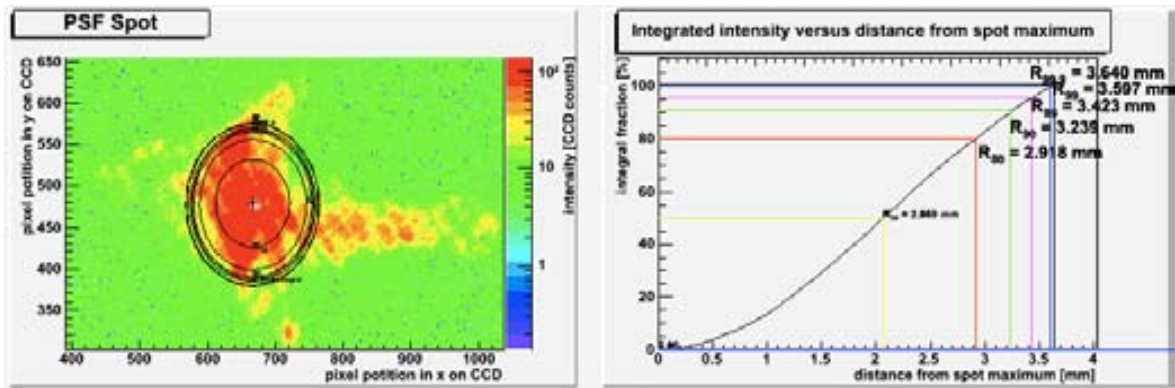 PSF Spot
pixel potition in y on CCD
650
600
550
500
450
400
350
400
500
600
700
800
900
1000
pixel potition in x on CCD
10²
10
1
intensity [CCD counts]
Integrated intensity versus distance from spot maximum
integral fraction [%]
100
80
60
40
20
0
= 3.640 mm
= 3.597 mm
= 3.423 mm
R90 = 3.239 mm
= 2.918 mm
0
0.5
1
1.5
2
2.5
3
3.5
4
distance from spot maximum [mm]